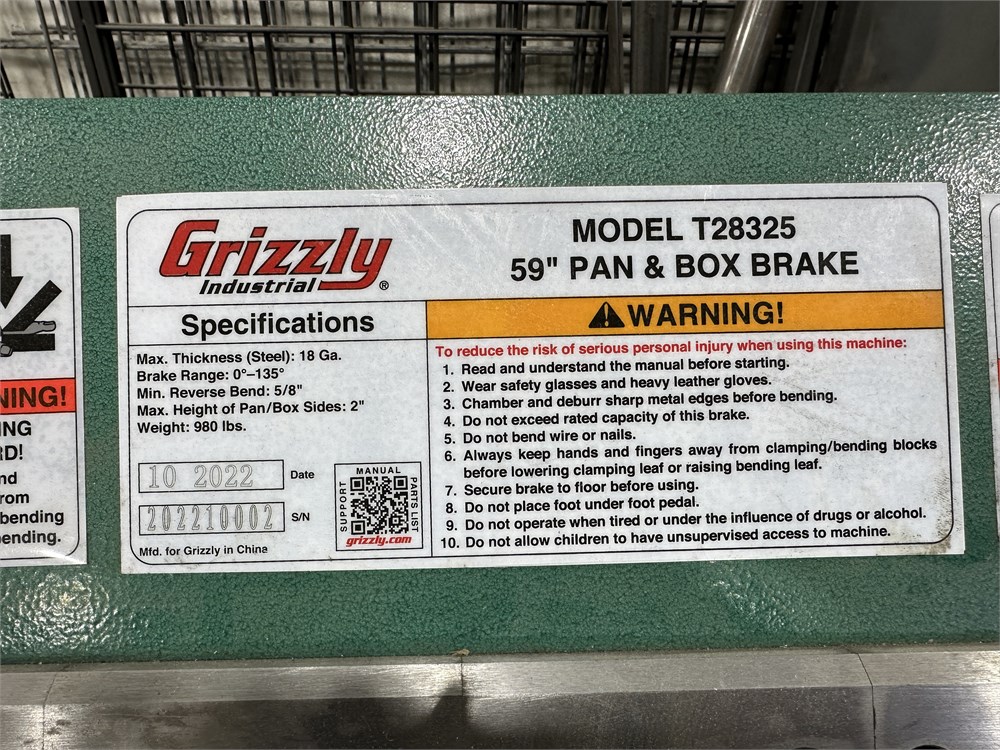 Grizzly
Industrial ®
MODEL T28325
59" PAN & BOX BRAKE
Specifications
Max. Thickness (Steel): 18 Ga.
Brake Range: 0°–135°
Min. Reverse Bend: 5/8"
Max. Height of Pan/Box Sides: 2"
Weight: 980 lbs.
10 2022 Date
202210002 S/N
Mfd. for Grizzly in China
MANUAL
SUPPORT
PARTS LIST
grizzly.com
WARNING!
To reduce the risk of serious personal injury when using this machine:
1. Read and understand the manual before starting.
2. Wear safety glasses and heavy leather gloves.
3. Chamber and deburr sharp metal edges before bending.
4. Do not exceed rated capacity of this brake.
5. Do not bend wire or nails.
6. Always keep hands and fingers away from clamping/bending blocks
before lowering clamping leaf or raising bending leaf.
7. Secure brake to floor before using.
8. Do not place foot under foot pedal.
9. Do not operate when tired or under the influence of drugs or alcohol.
10. Do not allow children to have unsupervised access to machine.
NING!
ING
RD!
nd
rom
bending
ending.